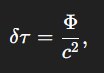 δτ = Φ/c²,